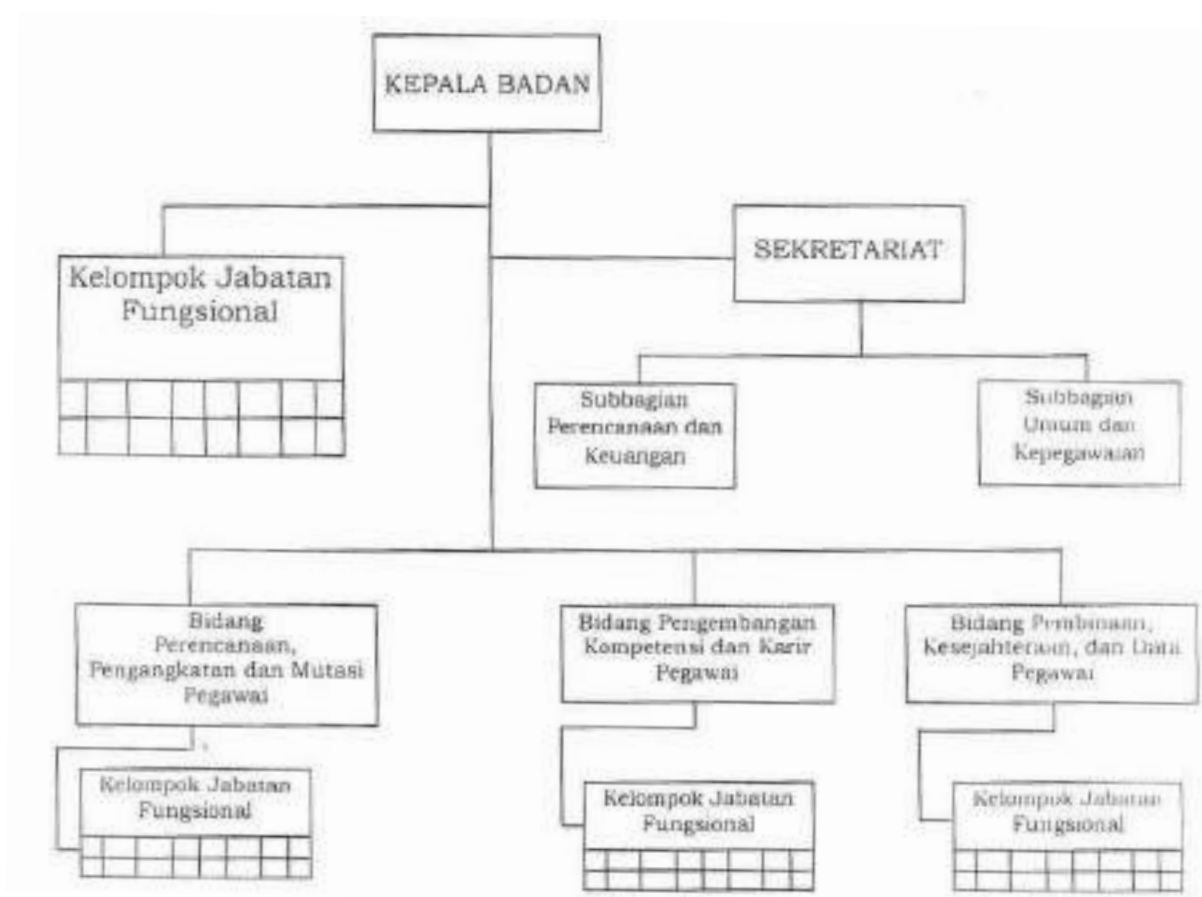 KEPALA BADAN
SEKRETARIAT
Kelompok Jabatan
Fungsional
Subbagian
Perencanaan dan
Keuangan
Subbagian
Umum dan
Kepegawaian
Bidang
Perencanaan,
Pengangkatan dan Mutasi
Pegawai
Bidang Pengembangan
Kompetensi dan Karir
Pegawai
Bidang Pembinaan,
Kesejahteraan, dan Data
Pegawai
Kelompok Jabatan
Fungsional
Kelompok Jabatan
Fungsional
Kelompok Jabatan
Fungsional